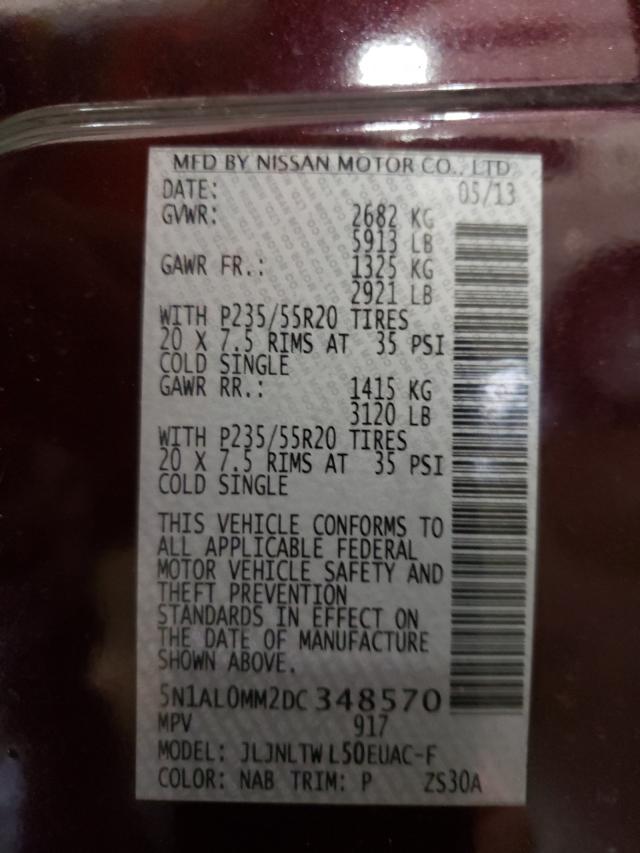 MFD BY NISSAN MOTOR CO., LTD
DATE: 05/13
GVWR: 2682 KG
5913 LB
GAWR FR.: 1325 KG
2921 LB
WITH P235/55R20 TIRES
20 X 7.5 RIMS AT 35 PSI
COLD SINGLE
GAWR RR.: 1415 KG
3120 LB
WITH P235/55R20 TIRES
20 X 7.5 RIMS AT 35 PSI
COLD SINGLE
THIS VEHICLE CONFORMS TO
ALL APPLICABLE FEDERAL
MOTOR VEHICLE SAFETY AND
THEFT PREVENTION
STANDARDS IN EFFECT ON
THE DATE OF MANUFACTURE
SHOWN ABOVE.
5N1AL0MM2DC348570
MPV 917
MODEL: JLJNLTWL50EUAC-F
COLOR: NAB TRIM: P ZS30A